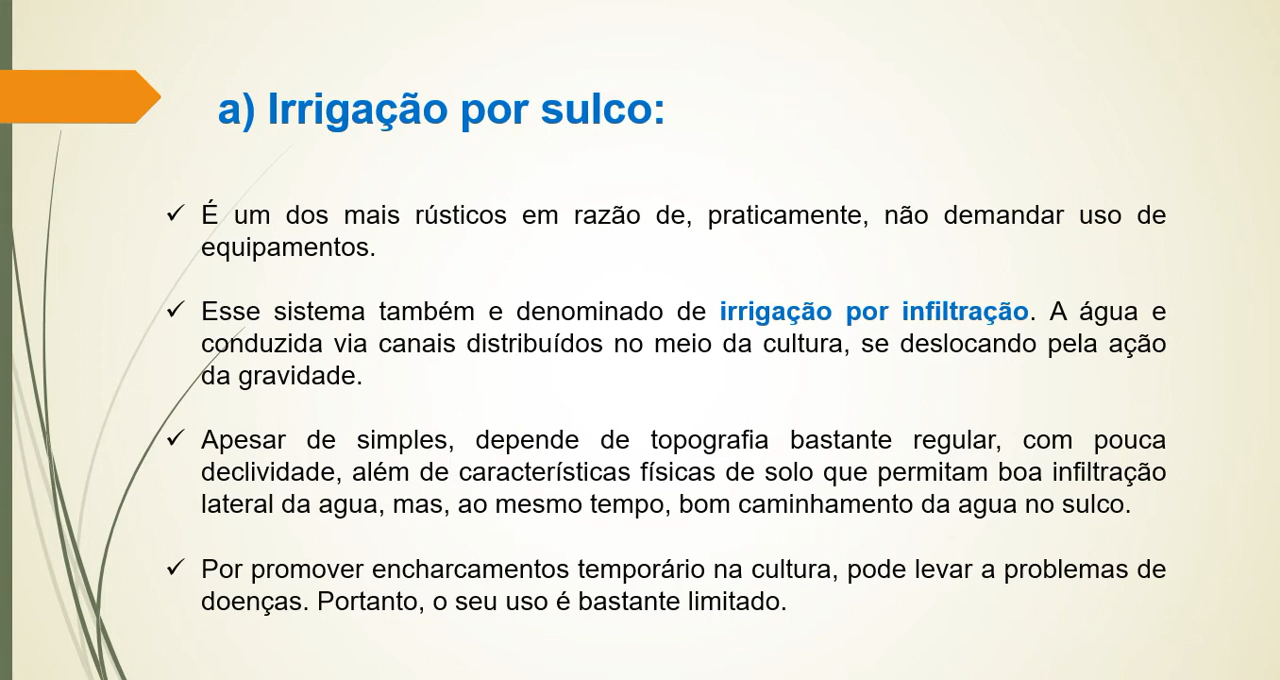 a) Irrigação por sulco:
✓ É um dos mais rústicos em razão de, praticamente, não demandar uso de
equipamentos.
✓ Esse sistema também e denominado de irrigação por infiltração. A água e
conduzida via canais distribuídos no meio da cultura, se deslocando pela ação
da gravidade.
✓ Apesar de simples, depende de topografia bastante regular, com pouca
declividade, além de características físicas de solo que permitam boa infiltração
lateral da agua, mas, ao mesmo tempo, bom caminhamento da agua no sulco.
✓ Por promover encharcamentos temporário na cultura, pode levar a problemas de
doenças. Portanto, o seu uso é bastante limitado.